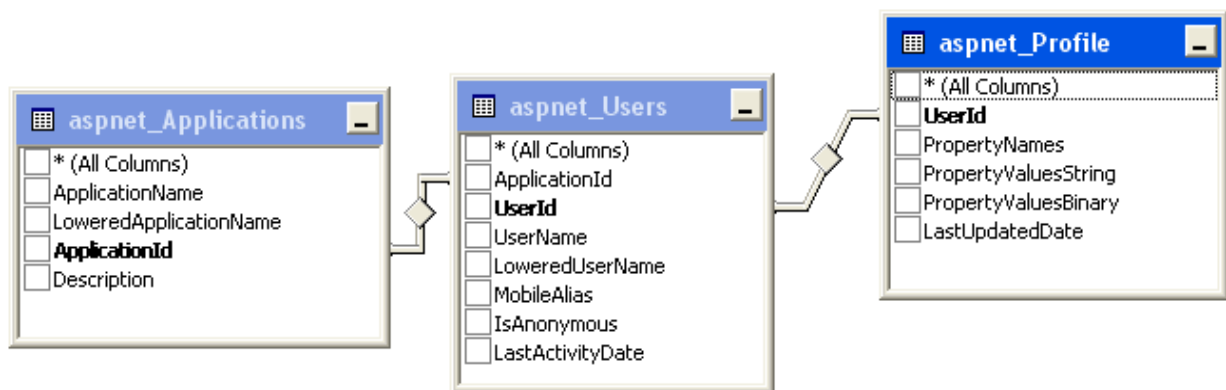 aspnet_Applications
* (All Columns)
ApplicationName
LoweredApplicationName
ApplicationId
Description
aspnet_Users
* (All Columns)
ApplicationId
UserId
UserName
LoweredUserName
MobileAlias
IsAnonymous
LastActivityDate
aspnet_Profile
* (All Columns)
UserId
PropertyNames
PropertyValuesString
PropertyValuesBinary
LastUpdatedDate